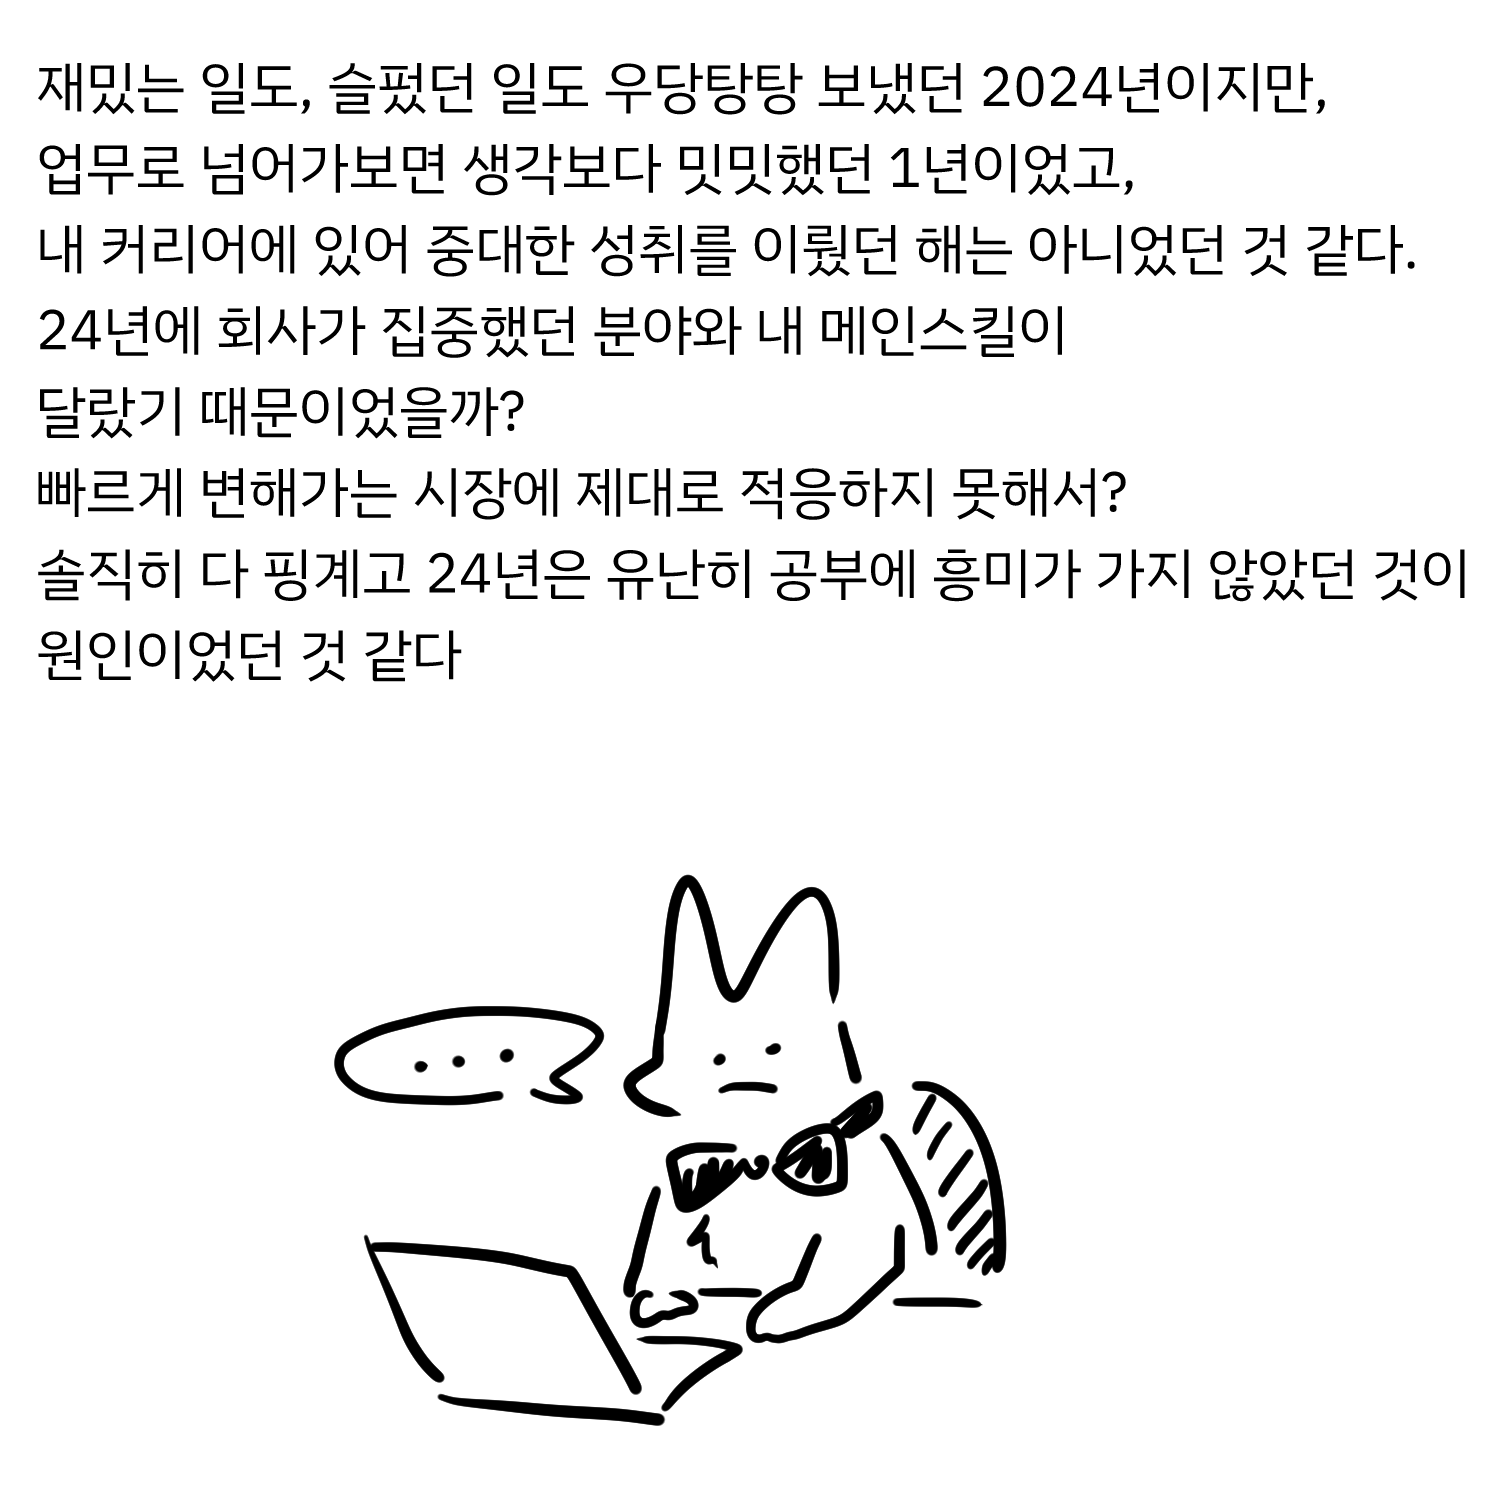 재밌는 일도, 슬펐던 일도 우당탕탕 보냈던 2024년이지만,
업무로 넘어가보면 생각보다 밋밋했던 1년이었고,
내 커리어에 있어 중대한 성취를 이뤘던 해는 아니었던 것 같다.
24년에 회사가 집중했던 분야와 내 메인스킬이
달랐기 때문이었을까?
빠르게 변해가는 시장에 제대로 적응하지 못해서?
솔직히 다 핑계고 24년은 유난히 공부에 흥미가 가지 않았던 것이
원인이었던 것 같다
...